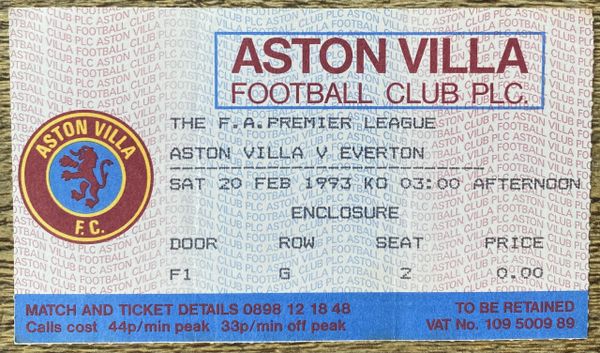 ASTON VILLA
FOOTBALL CLUB PLC.
ASTON VILLA
F.C.
THE F.A.PREMIER LEAGUE
ASTON VILLA V EVERTON
SAT 20 FEB 1993 KO 03:00 AFTERNOON
ENCLOSURE
DOOR ROW SEAT PRICE
F1 G Z 0.00
MATCH AND TICKET DETAILS 0898 12 18 48
Calls cost 44p/min peak 33p/min off peak
TO BE RETAINED
VAT No. 109 5009 89